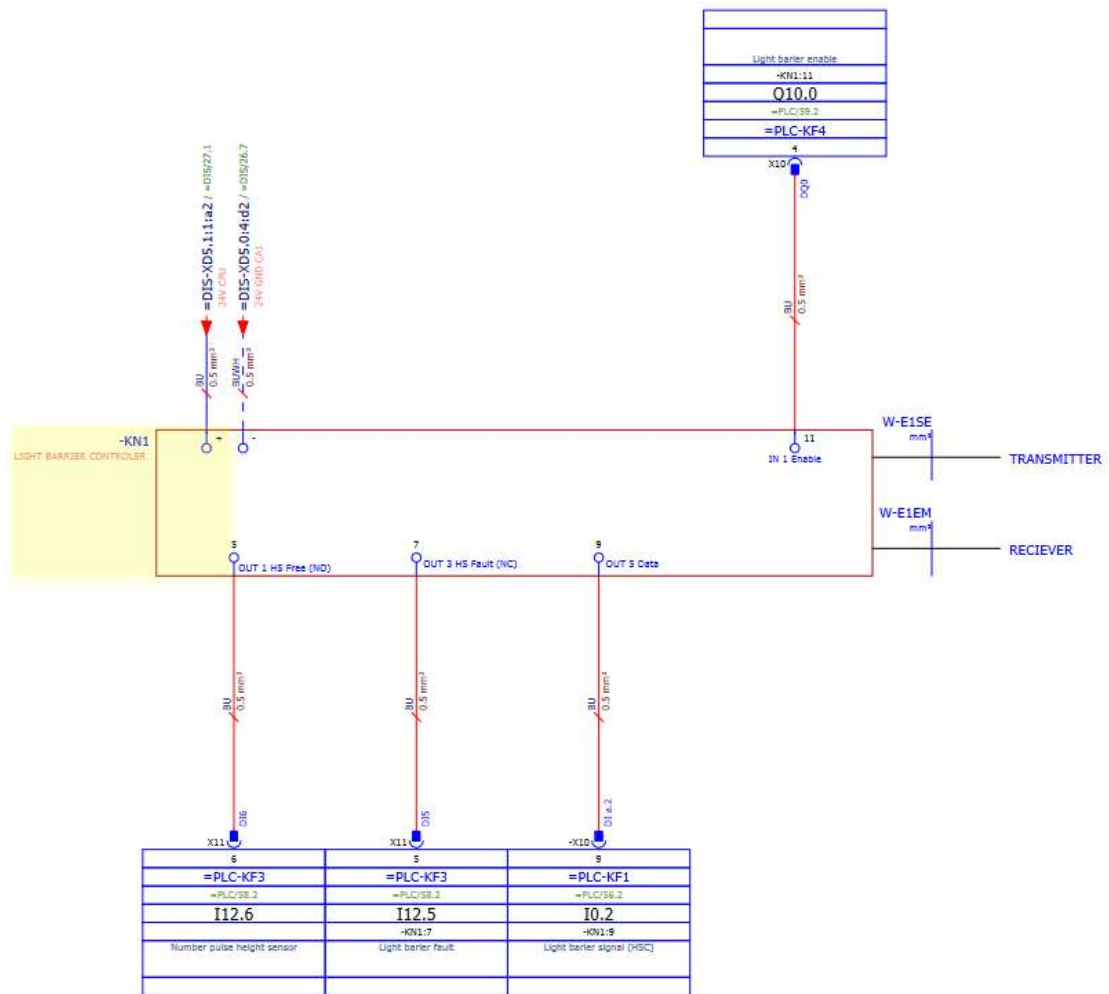 Light barier enable
-KN1:11
Q10.0
=PLC/59.2
=PLC-KF4
4
X10
DQ0
BU
0.5 mm²
=DIS-XD5.1:1:a2 / =DIS/27.1
24V CPU
=DIS-XD5.0:4:d2 / =DIS/26.7
24V GND CA1
BU
0.5 mm²
BUWH
0.5 mm²
-KN1
LIGHT BARRIER CONTROLER
+
-
11
IN 1 Enable
W-E1SE
mm²
TRANSMITTER
W-E1EM
mm²
RECIEVER
5
OUT 1 HS Free (NO)
7
OUT 3 HS Fault (NC)
9
OUT 5 Data
BU
0.5 mm²
BU
0.5 mm²
BU
0.5 mm²
DI6
DI5
DI a.2
X11
X11
-X10
6
5
9
=PLC-KF3
=PLC-KF3
=PLC-KF1
=PLC/58.2
=PLC/58.2
=PLC/56.2
I12.6
I12.5
I0.2
-KN1:7
-KN1:9
Number pulse height sensor
Light barier fault
Light barier signal (HSC)